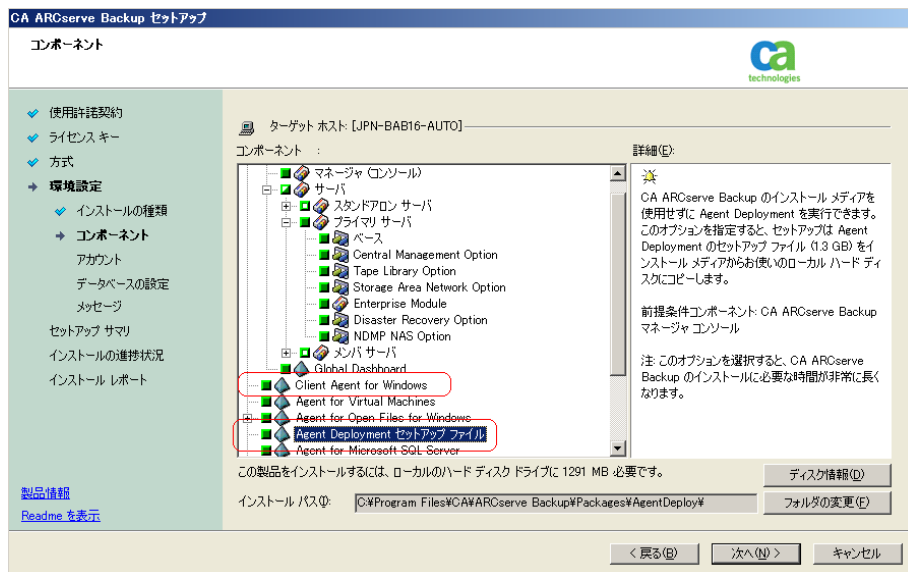 CA ARCserve Backup セットアップ
コンポーネント
ca
technologies
使用許諾契約
ライセンス キー
方式
環境設定
インストールの種類
コンポーネント
アカウント
データベースの設定
メッセージ
セットアップ サマリ
インストールの進捗状況
インストール レポート
製品情報
Readme を表示
ターゲット ホスト: [JPN-BAB16-AUTO]
コンポーネント :
マネージャ (コンソール)
サーバ
スタンドアロン サーバ
プライマリ サーバ
ベース
Central Management Option
Tape Library Option
Storage Area Network Option
Enterprise Module
Disaster Recovery Option
NDMP NAS Option
メンバ サーバ
Global Dashboard
Client Agent for Windows
Agent for Virtual Machines
Agent for Open Files for Windows
Agent Deployment セットアップ ファイル
Agent for Microsoft SQL Server
詳細(E):
CA ARCserve Backup のインストール メディアを
使用せずに Agent Deployment を実行できます。
このオプションを指定すると、セットアップは Agent
Deployment のセットアップ ファイル (1.3 GB) をイ
ンストール メディアからお使いのローカル ハード ディ
スクにコピーします。
前提条件コンポーネント: CA ARCserve Backup
マネージャ コンソール
注: このオプションを選択すると、CA ARCserve
Backup のインストールに必要な時間が非常に長く
なります。
この製品をインストールするには、ローカルのハード ディスク ドライブに 1291 MB 必要です。
ディスク情報(D)
インストール パス(I):
C:¥Program Files¥CA¥ARCserve Backup¥Packages¥AgentDeploy¥
フォルダの変更(F)
< 戻る(B)
次へ(N) >
キャンセル